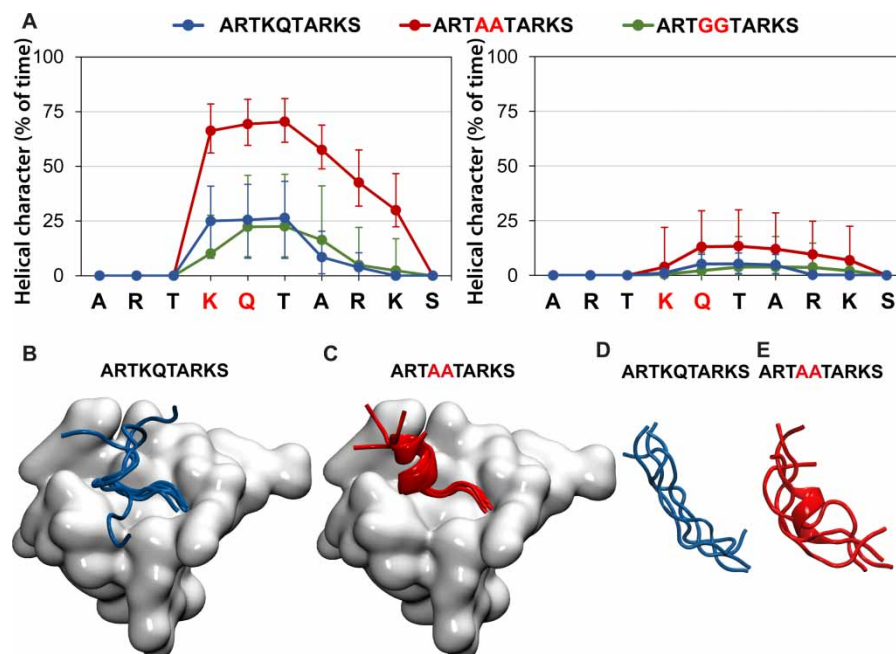 A
ARTKQTARKS ARTAATARKS ARTGGTARKS
Helical character (% of time)
100
75
50
25
0
A R T K Q T A R K S
Helical character (% of time)
100
75
50
25
0
A R T K Q T A R K S
B
ARTKQTARKS
C
ARTAATARKS
D
ARTKQTARKS
E
ARTAATARKS